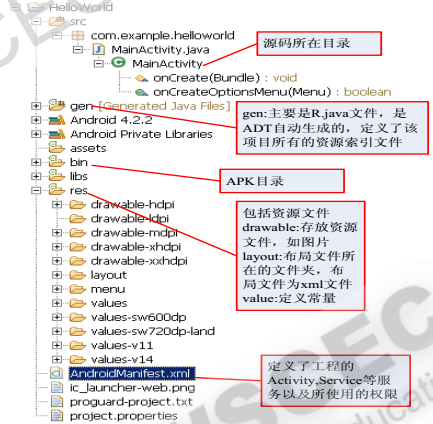 HelloWorld
src
com.example.helloworld
MainActivity.java
MainActivity
onCreate(Bundle) : void
onCreateOptionsMenu(Menu) : boolean
源码所在目录
gen [Generated Java Files]
gen:主要是R.java文件，是
ADT自动生成的，定义了该
项目所有的资源索引文件
Android 4.2.2
Android Private Libraries
assets
bin
APK目录
libs
res
drawable-hdpi
drawable-ldpi
drawable-mdpi
drawable-xhdpi
drawable-xxhdpi
layout
menu
values
values-sw600dp
values-sw720dp-land
values-v11
values-v14
包括资源文件
drawable:存放资源
文件，如图片
layout:布局文件所
在的文件夹，布
局文件为xml文件
value:定义常量
AndroidManifest.xml
定义了工程的
Activity,Service等服
务以及所使用的权限
ic_launcher-web.png
proguard-project.txt
project.properties